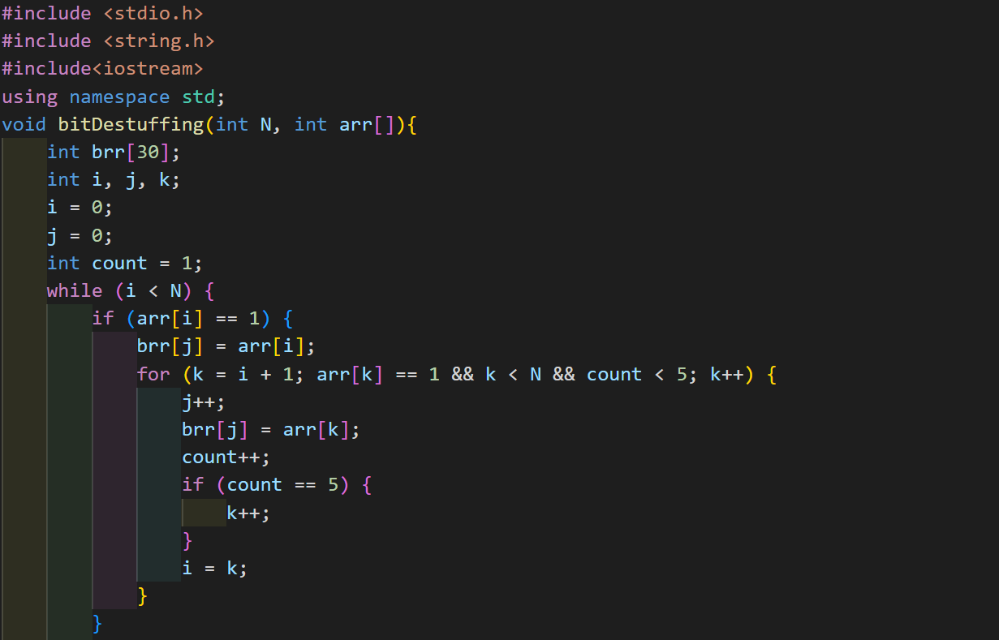 #include <stdio.h>
#include <string.h>
#include<iostream>
using namespace std;
void bitDestuffing(int N, int arr[]){
    int brr[30];
    int i, j, k;
    i = 0;
    j = 0;
    int count = 1;
    while (i < N) {
        if (arr[i] == 1) {
            brr[j] = arr[i];
            for (k = i + 1; arr[k] == 1 && k < N && count < 5; k++) {
                j++;
                brr[j] = arr[k];
                count++;
                if (count == 5) {
                    k++;
                }
                i = k;
            }
        }